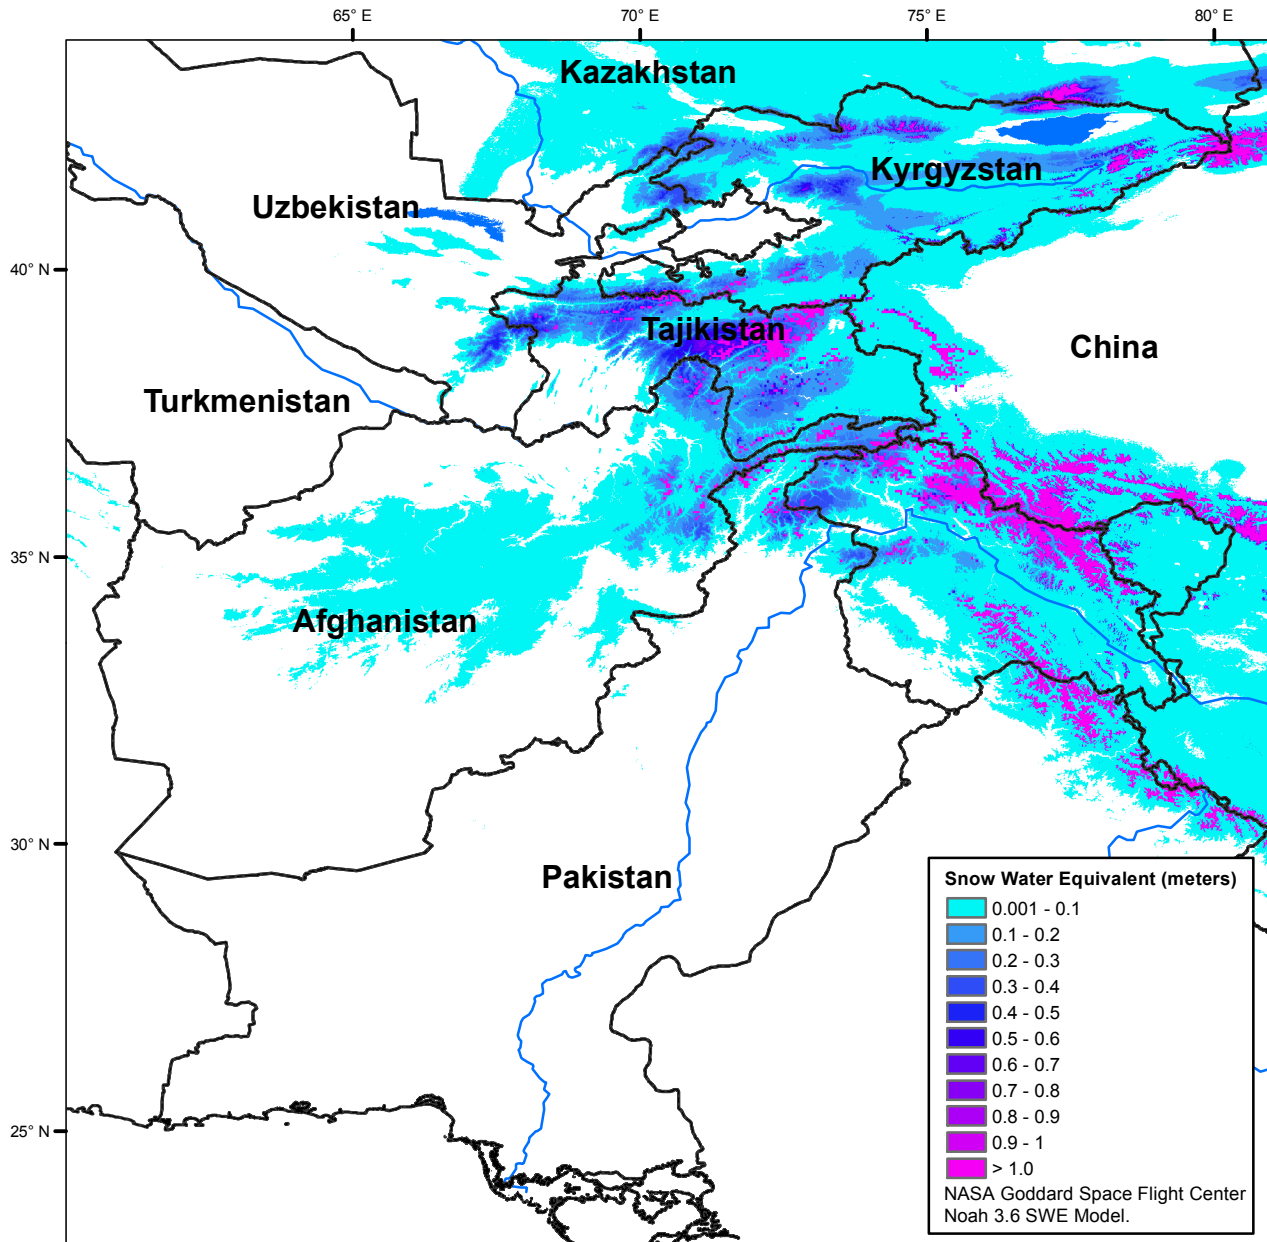 65° E 70° E 75° E 80° E
Kazakhstan
Kyrgyzstan
Uzbekistan
40° N
Tajikistan
China
Turkmenistan
35° N
Afghanistan
30° N
Pakistan
25° N
Snow Water Equivalent (meters)
0.001 - 0.1
0.1 - 0.2
0.2 - 0.3
0.3 - 0.4
0.4 - 0.5
0.5 - 0.6
0.6 - 0.7
0.7 - 0.8
0.8 - 0.9
0.9 - 1
> 1.0
NASA Goddard Space Flight Center
Noah 3.6 SWE Model.